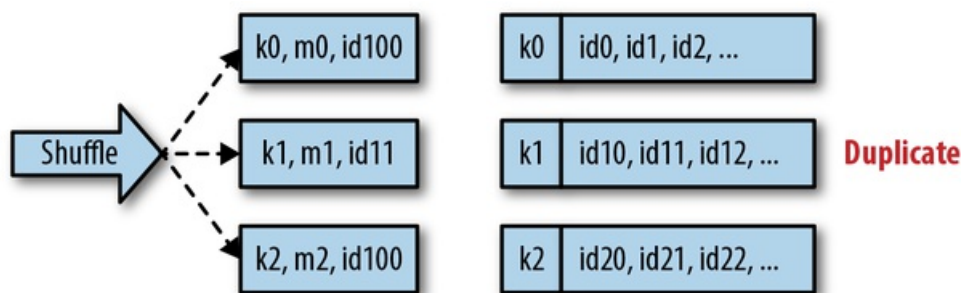 k0, m0, id100 k0 id0, id1, id2, ...
Shuffle k1, m1, id11 k1 id10, id11, id12, ... Duplicate
k2, m2, id100 k2 id20, id21, id22, ...